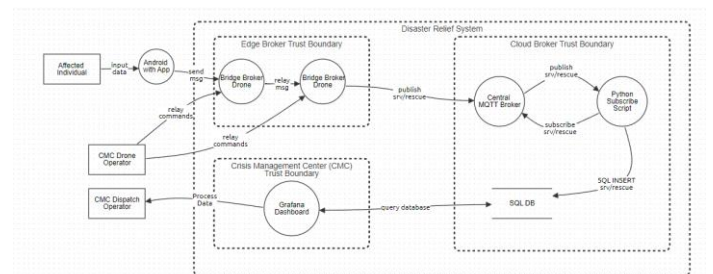 Disaster Relief System
Edge Broker Trust Boundary
Cloud Broker Trust Boundary
Affected
Individual
input
data
Android
with App
send
msg
Bridge Broker
Drone
relay
msg
Bridge Broker
Drone
publish
srv/rescue
Central
MQTT Broker
publish
srv/rescue
Python
Subscribe
Script
subscribe
srv/rescue
relay
commands
relay
commands
CMC Drone
Operator
Crisis Management Center (CMC)
Trust Boundary
CMC Dispatch
Operator
Process
Data
Grafana
Dashboard
query database
SQL DB
SQL INSERT
srv/rescue